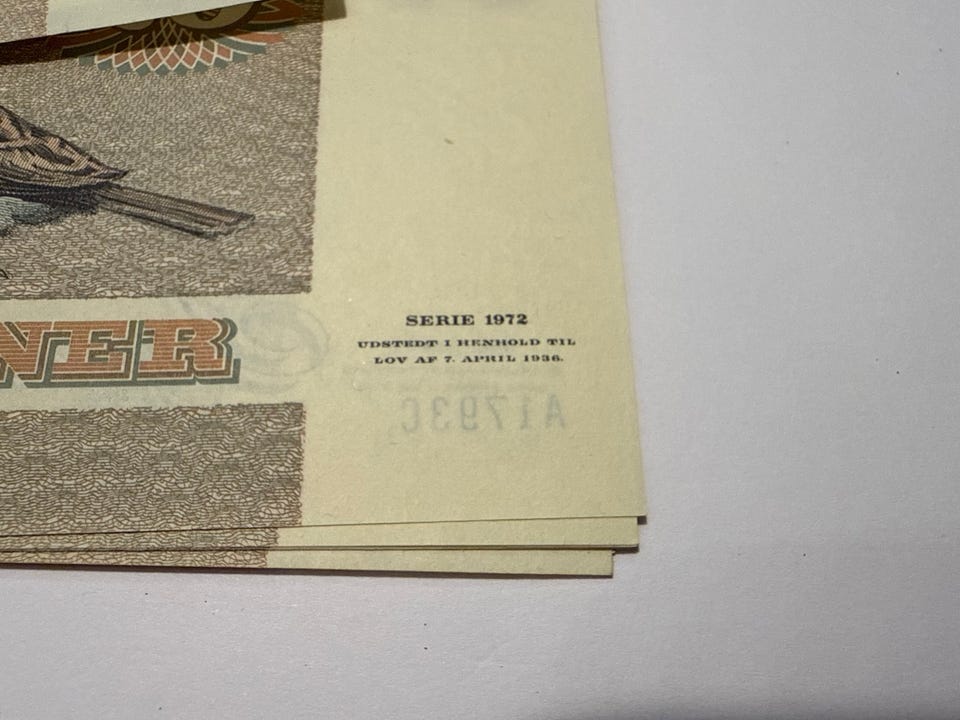 NER
SERIE 1972
UDSTEDT I HENHOLD TIL
LOV AF 7. APRIL 1936.
A1793C